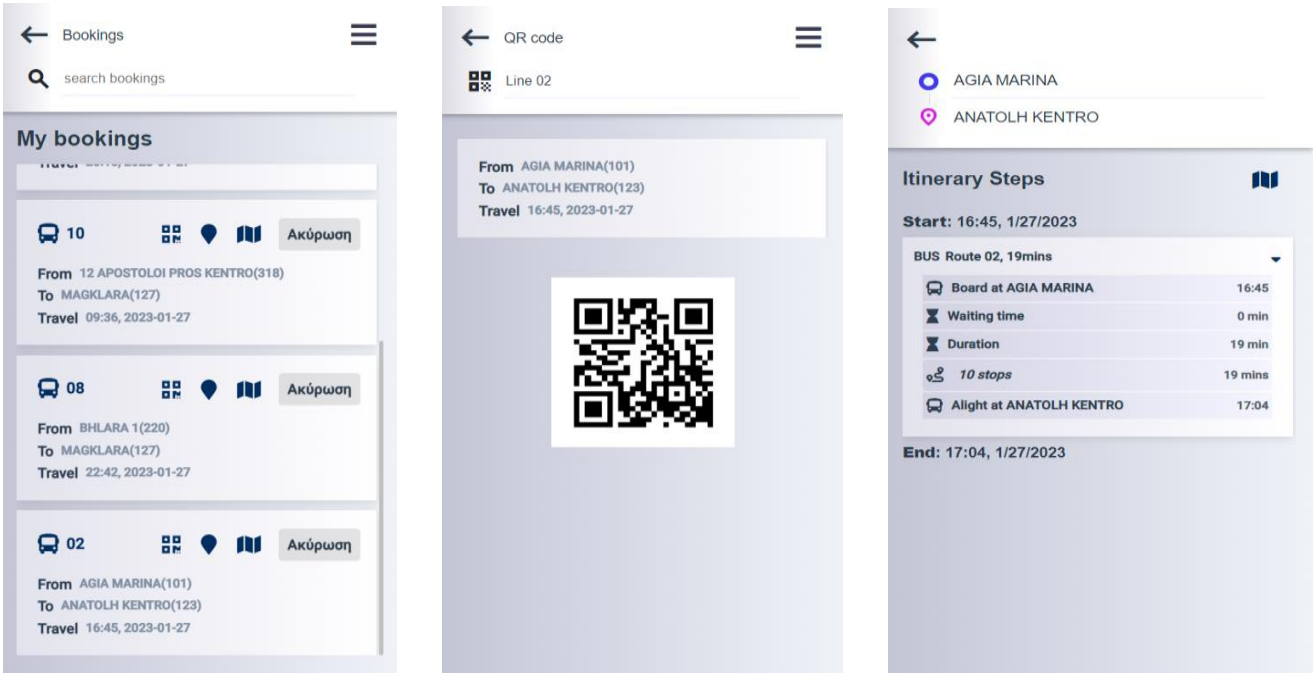 Bookings
search bookings
My bookings
10 Ακύρωση
From 12 APOSTOLOI PROS KENTRO(318)
To MAGKLARA(127)
Travel 09:36, 2023-01-27
08 Ακύρωση
From BHLARA 1(220)
To MAGKLARA(127)
Travel 22:42, 2023-01-27
02 Ακύρωση
From AGIA MARINA(101)
To ANATOLH KENTRO(123)
Travel 16:45, 2023-01-27
QR code
Line 02
From AGIA MARINA(101)
To ANATOLH KENTRO(123)
Travel 16:45, 2023-01-27
AGIA MARINA
ANATOLH KENTRO
Itinerary Steps
Start: 16:45, 1/27/2023
BUS Route 02, 19mins
Board at AGIA MARINA 16:45
Waiting time 0 min
Duration 19 min
10 stops 19 mins
Alight at ANATOLH KENTRO 17:04
End: 17:04, 1/27/2023